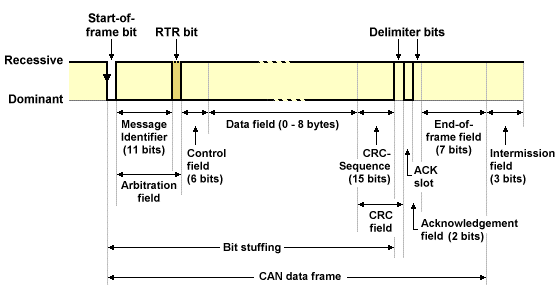 Start-of-
frame bit
RTR bit
Delimiter bits
Recessive
Dominant
Message
Identifier
(11 bits)
Arbitration
field
Control
field
(6 bits)
Data field (0 - 8 bytes)
CRC-
Sequence
(15 bits)
CRC
field
ACK
slot
End-of-
frame field
(7 bits)
Acknowledgement
field (2 bits)
Intermission
field
(3 bits)
Bit stuffing
CAN data frame